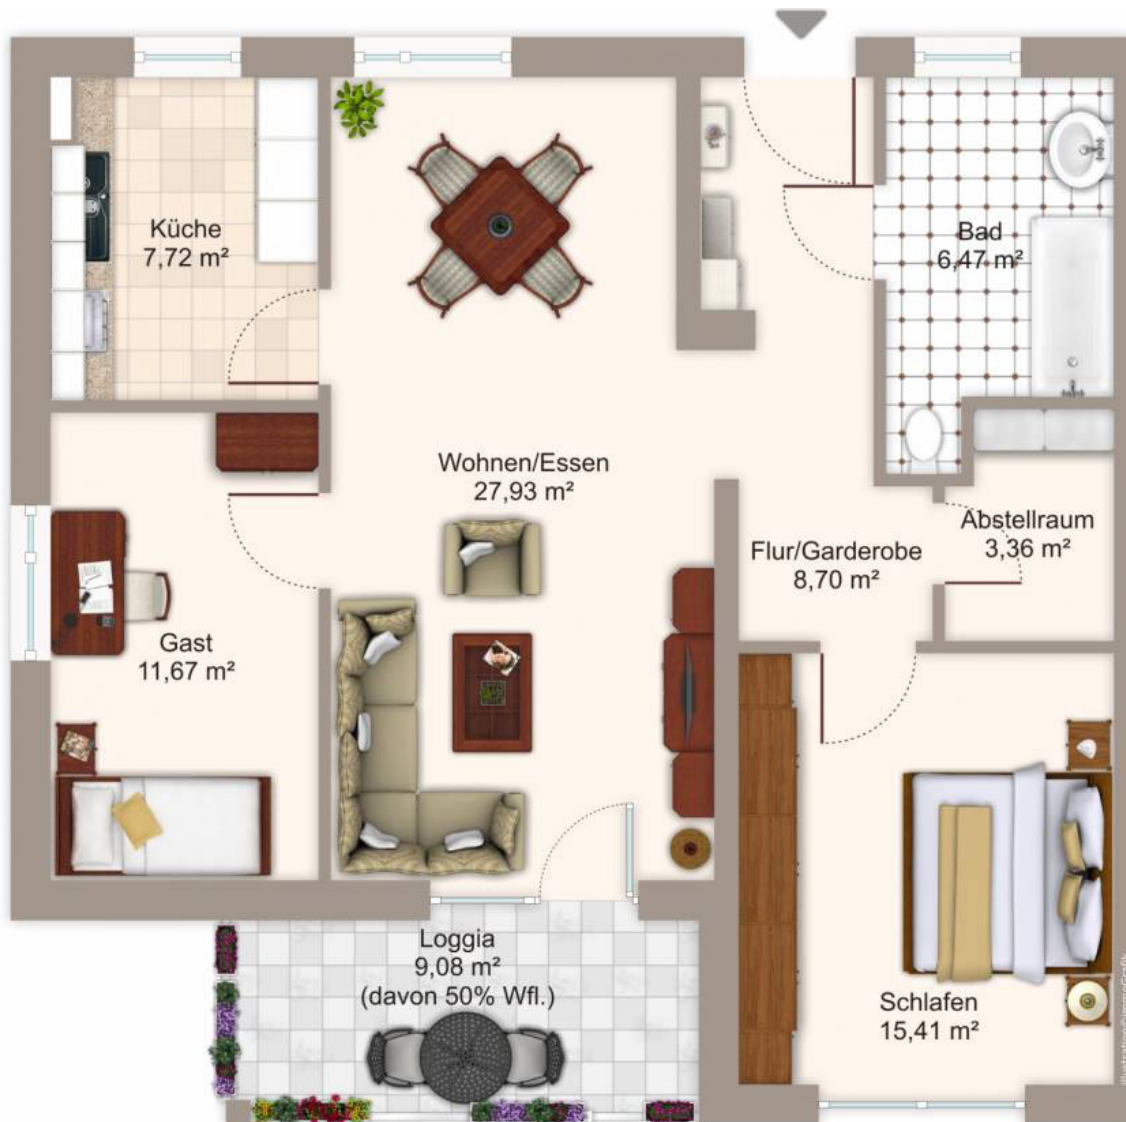 Küche
7,72 m²
Bad
6,47 m²
Wohnen/Essen
27,93 m²
Abstellraum
3,36 m²
Flur/Garderobe
8,70 m²
Gast
11,67 m²
Loggia
9,08 m²
(davon 50% Wfl.)
Schlafen
15,41 m²